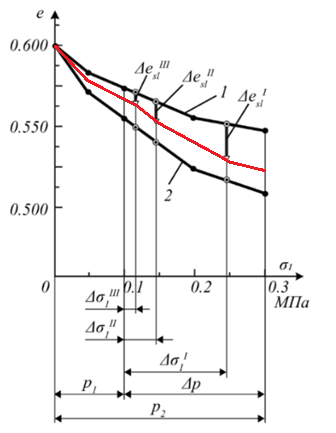 e
0.600
0.550
0.500
Δe_sl^III
Δe_sl^II
Δe_sl^I
1
2
0
0.1
0.2
0.3
σ₁
МПа
Δσ₁^III
Δσ₁^II
Δσ₁^I
p₁
Δp
p₂